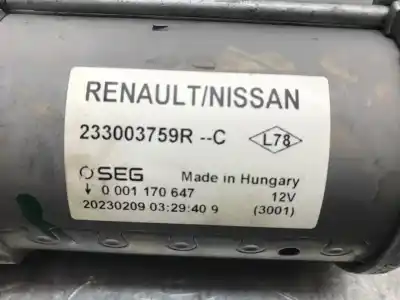 RENAULT/NISSAN
233003759R --C L78
SEG Made in Hungary
0 001 170 647 12V
20230209 03:29:40 9 (3001)